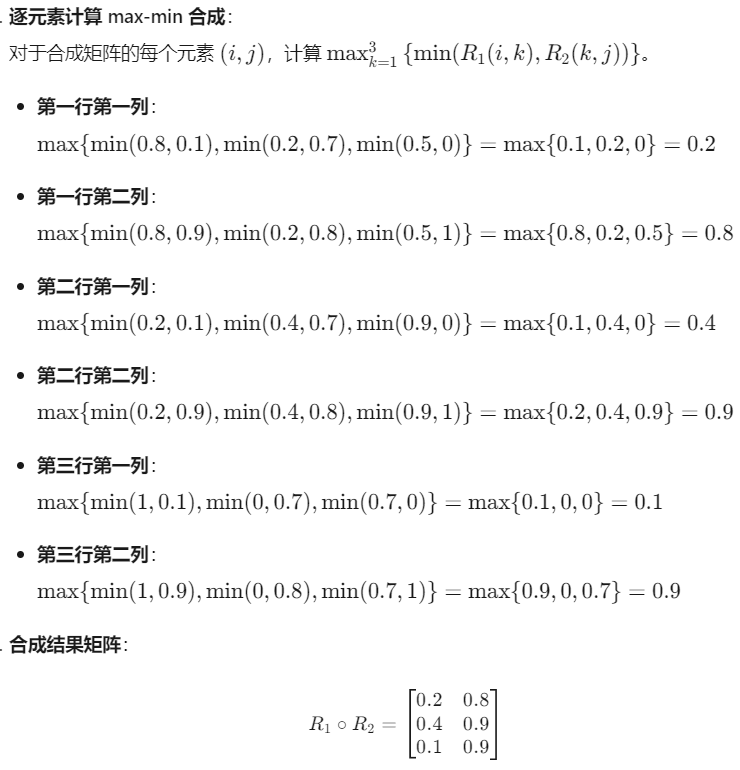 . 逐元素计算 max-min 合成：
对于合成矩阵的每个元素 (i, j)，计算 max³ₖ₌₁ {min(R₁(i, k), R₂(k, j))}。
• 第一行第一列：
max{min(0.8, 0.1), min(0.2, 0.7), min(0.5, 0)} = max{0.1, 0.2, 0} = 0.2
• 第一行第二列：
max{min(0.8, 0.9), min(0.2, 0.8), min(0.5, 1)} = max{0.8, 0.2, 0.5} = 0.8
• 第二行第一列：
max{min(0.2, 0.1), min(0.4, 0.7), min(0.9, 0)} = max{0.1, 0.4, 0} = 0.4
• 第二行第二列：
max{min(0.2, 0.9), min(0.4, 0.8), min(0.9, 1)} = max{0.2, 0.4, 0.9} = 0.9
• 第三行第一列：
max{min(1, 0.1), min(0, 0.7), min(0.7, 0)} = max{0.1, 0, 0} = 0.1
• 第三行第二列：
max{min(1, 0.9), min(0, 0.8), min(0.7, 1)} = max{0.9, 0, 0.7} = 0.9
. 合成结果矩阵：
0.2 0.8
R₁ ∘ R₂ = 0.4 0.9
0.1 0.9